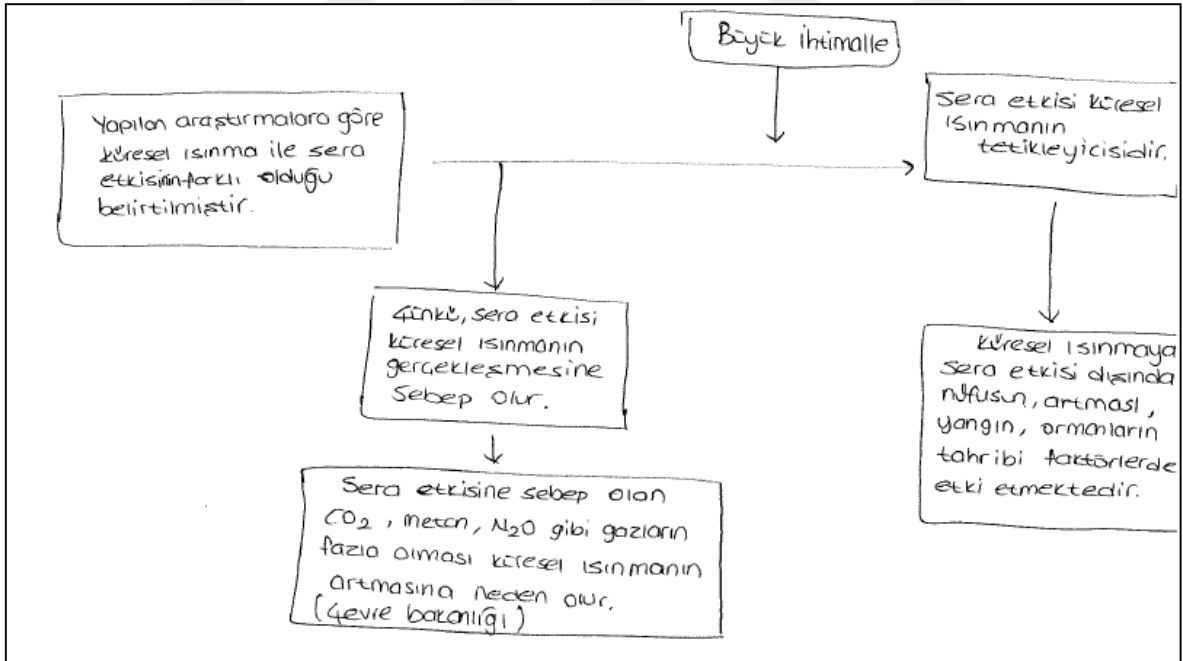 Büyük ihtimalle
Yapılan araştırmalara göre
küresel ısınma ile sera
etkisinin farklı olduğu
belirtilmiştir.
Sera etkisi küresel
ısınmanın
tetikleyicisidir.
Çünkü, sera etkisi
küresel ısınmanın
gerçekleşmesine
sebep olur.
Küresel ısınmaya
sera etkisi dışında
nüfusun, artması,
yangın, ormanların
tahribi faktörlerde
etki etmektedir.
Sera etkisine sebep olan
CO₂, metan, N₂O gibi gazların
fazla olması küresel ısınmanın
artmasına neden olur.
(Çevre bakanlığı)